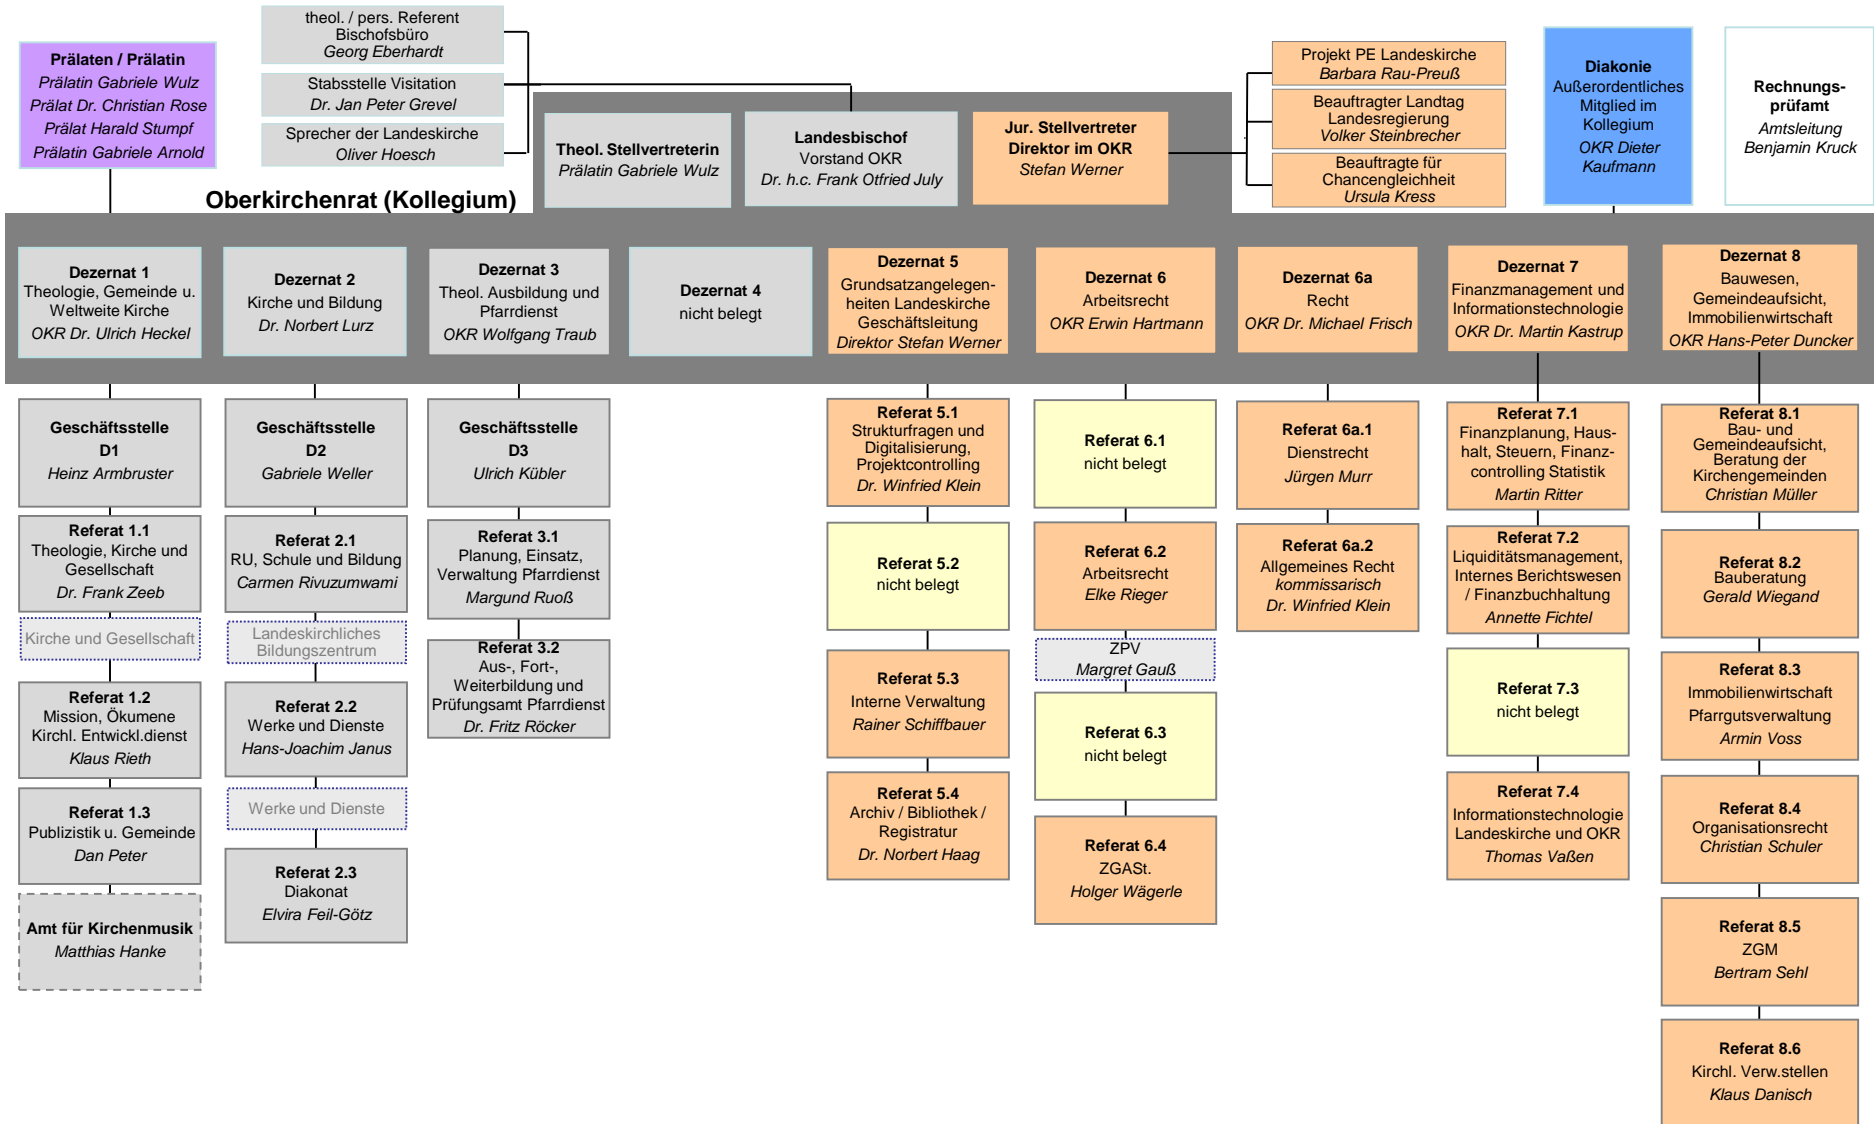 Prälaten / Prälatin
Prälatin Gabriele Wulz
Prälat Dr. Christian Rose
Prälat Harald Stumpf
Prälatin Gabriele Arnold
theol. / pers. Referent
Bischofsbüro
Georg Eberhardt
Stabsstelle Visitation
Dr. Jan Peter Grevel
Sprecher der Landeskirche
Oliver Hoesch
Theol. Stellvertreterin
Prälatin Gabriele Wulz
Landesbischof
Vorstand OKR
Dr. h.c. Frank Otfried July
Jur. Stellvertreter
Direktor im OKR
Stefan Werner
Projekt PE Landeskirche
Barbara Rau-Preuß
Beauftragter Landtag
Landesregierung
Volker Steinbrecher
Beauftragte für
Chancengleichheit
Ursula Kress
Diakonie
Außerordentliches
Mitglied im
Kollegium
OKR Dieter
Kaufmann
Rechnungs-
prüfamt
Amtsleitung
Benjamin Kruck
Oberkirchenrat (Kollegium)
Dezernat 1
Theologie, Gemeinde u.
Weltweite Kirche
OKR Dr. Ulrich Heckel
Dezernat 2
Kirche und Bildung
Dr. Norbert Lurz
Dezernat 3
Theol. Ausbildung und
Pfarrdienst
OKR Wolfgang Traub
Dezernat 4
nicht belegt
Dezernat 5
Grundsatzangelegen-
heiten Landeskirche
Geschäftsleitung
Direktor Stefan Werner
Dezernat 6
Arbeitsrecht
OKR Erwin Hartmann
Dezernat 6a
Recht
OKR Dr. Michael Frisch
Dezernat 7
Finanzmanagement und
Informationstechnologie
OKR Dr. Martin Kastrup
Dezernat 8
Bauwesen,
Gemeindeaufsicht,
Immobilienwirtschaft
OKR Hans-Peter Duncker
Geschäftsstelle
D1
Heinz Armbruster
Referat 1.1
Theologie, Kirche und
Gesellschaft
Dr. Frank Zeeb
Kirche und Gesellschaft
Referat 1.2
Mission, Ökumene
Kirchl. Entwickl.dienst
Klaus Rieth
Referat 1.3
Publizistik u. Gemeinde
Dan Peter
Amt für Kirchenmusik
Matthias Hanke
Geschäftsstelle
D2
Gabriele Weller
Referat 2.1
RU, Schule und Bildung
Carmen Rivuzumwami
Landeskirchliches
Bildungszentrum
Referat 2.2
Werke und Dienste
Hans-Joachim Janus
Werke und Dienste
Referat 2.3
Diakonat
Elvira Feil-Götz
Geschäftsstelle
D3
Ulrich Kübler
Referat 3.1
Planung, Einsatz,
Verwaltung Pfarrdienst
Margund Ruoß
Referat 3.2
Aus-, Fort-,
Weiterbildung und
Prüfungsamt Pfarrdienst
Dr. Fritz Röcker
Referat 5.1
Strukturfragen und
Digitalisierung,
Projektcontrolling
Dr. Winfried Klein
Referat 5.2
nicht belegt
Referat 5.3
Interne Verwaltung
Rainer Schiffbauer
Referat 5.4
Archiv / Bibliothek /
Registratur
Dr. Norbert Haag
Referat 6.1
nicht belegt
Referat 6.2
Arbeitsrecht
Elke Rieger
ZPV
Margret Gauß
Referat 6.3
nicht belegt
Referat 6.4
ZGASt.
Holger Wägerle
Referat 6a.1
Dienstrecht
Jürgen Murr
Referat 6a.2
Allgemeines Recht
kommissarisch
Dr. Winfried Klein
Referat 7.1
Finanzplanung, Haus-
halt, Steuern, Finanz-
controlling Statistik
Martin Ritter
Referat 7.2
Liquiditätsmanagement,
Internes Berichtswesen
/ Finanzbuchhaltung
Annette Fichtel
Referat 7.3
nicht belegt
Referat 7.4
Informationstechnologie
Landeskirche und OKR
Thomas Vaßen
Referat 8.1
Bau- und
Gemeindeaufsicht,
Beratung der
Kirchengemeinden
Christian Müller
Referat 8.2
Bauberatung
Gerald Wiegand
Referat 8.3
Immobilienwirtschaft
Pfarrgutsverwaltung
Armin Voss
Referat 8.4
Organisationsrecht
Christian Schuler
Referat 8.5
ZGM
Bertram Sehl
Referat 8.6
Kirchl. Verw.stellen
Klaus Danisch